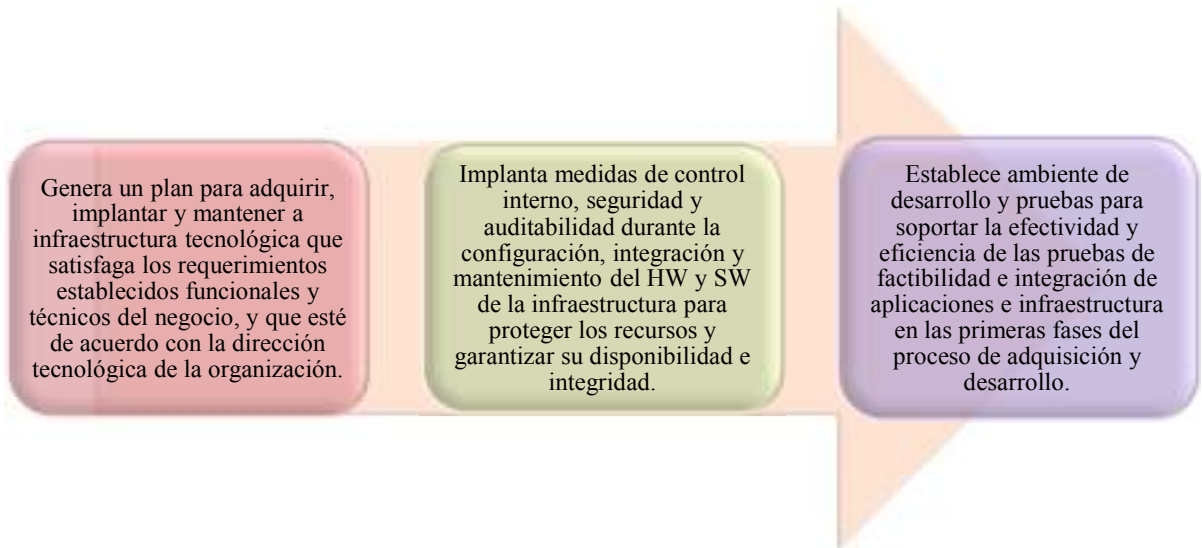 Genera un plan para adquirir,
implantar y mantener a
infraestructura tecnológica que
satisfaga los requerimientos
establecidos funcionales y
técnicos del negocio, y que esté
de acuerdo con la dirección
tecnológica de la organización.
Implanta medidas de control
interno, seguridad y
auditabilidad durante la
configuración, integración y
mantenimiento del HW y SW
de la infraestructura para
proteger los recursos y
garantizar su disponibilidad e
integridad.
Establece ambiente de
desarrollo y pruebas para
soportar la efectividad y
eficiencia de las pruebas de
factibilidad e integración de
aplicaciones e infraestructura
en las primeras fases del
proceso de adquisición y
desarrollo.